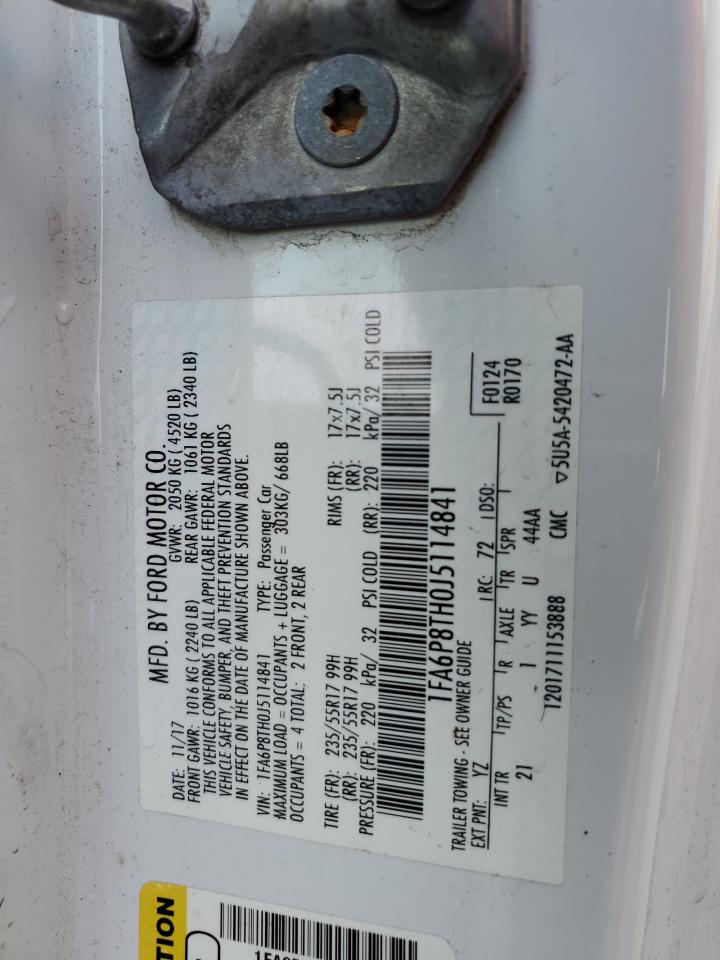 MFD. BY FORD MOTOR CO.
DATE: 11/17 GVWR: 2050 KG ( 4520 LB)
FRONT GAWR: 1016 KG (2240 LB) REAR GAWR: 1061 KG ( 2340 LB)
THIS VEHICLE CONFORMS TO ALL APPLICABLE FEDERAL MOTOR
VEHICLE SAFETY, BUMPER, AND THEFT PREVENTION STANDARDS
IN EFFECT ON THE DATE OF MANUFACTURE SHOWN ABOVE.
VIN: 1FA6P8TH0J5114841 TYPE: Passenger Car
MAXIMUM LOAD = OCCUPANTS + LUGGAGE = 303KG/ 668LB
OCCUPANTS = 4 TOTAL; 2 FRONT, 2 REAR
TIRE (FR): 235/55R17 99H RIMS (FR): 17x7.5J
(RR): 235/55R17 99H (RR): 17x7.5J
PRESSURE (FR): 220 kPa/ 32 PSI COLD (RR): 220 kPa/ 32 PSI COLD
1FA6P8TH0J5114841
TRAILER TOWING - SEE OWNER GUIDE
EXT PNT: YZ RC: 72 DSO: F0124
R0170
INT TR TP/PS R AXLE TR SPR
21 1 YY U 44AA
1201711153888 CMC ▽5U5A-5420472-AA
TION